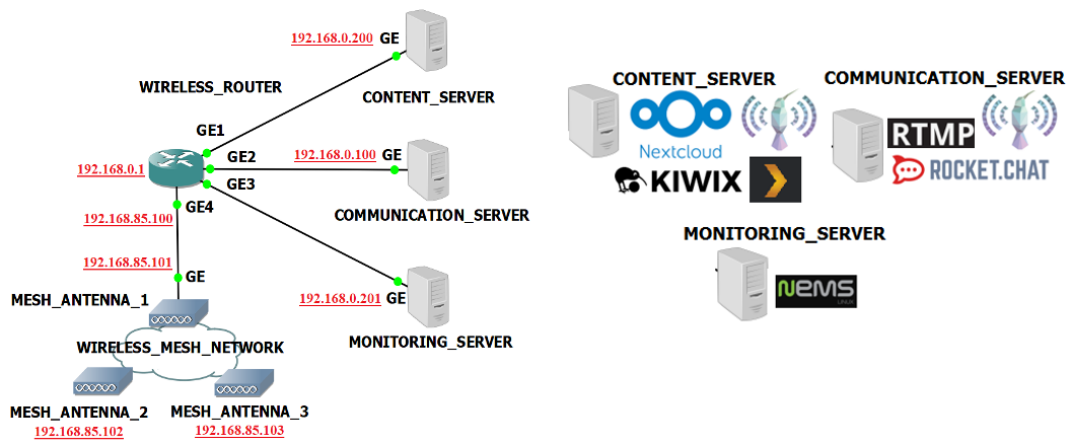 192.168.0.200 GE
WIRELESS_ROUTER
CONTENT_SERVER
GE1
192.168.0.1
GE2
192.168.0.100 GE
GE3
COMMUNICATION_SERVER
GE4
192.168.85.100
192.168.85.101
GE
192.168.0.201 GE
MONITORING_SERVER
MESH_ANTENNA_1
WIRELESS_MESH_NETWORK
MESH_ANTENNA_2
192.168.85.102
MESH_ANTENNA_3
192.168.85.103
CONTENT_SERVER
Nextcloud
KIWIX
COMMUNICATION_SERVER
RTMP
ROCKET.CHAT
MONITORING_SERVER
NEMS
LINUX